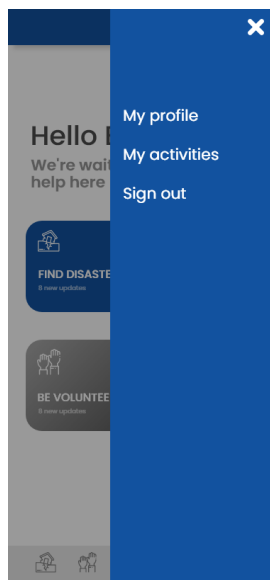 My profile
My activities
Sign out
Hello
We're wait
help here
FIND DISASTE
6 new updates
BE VOLUNTEE
6 new updates